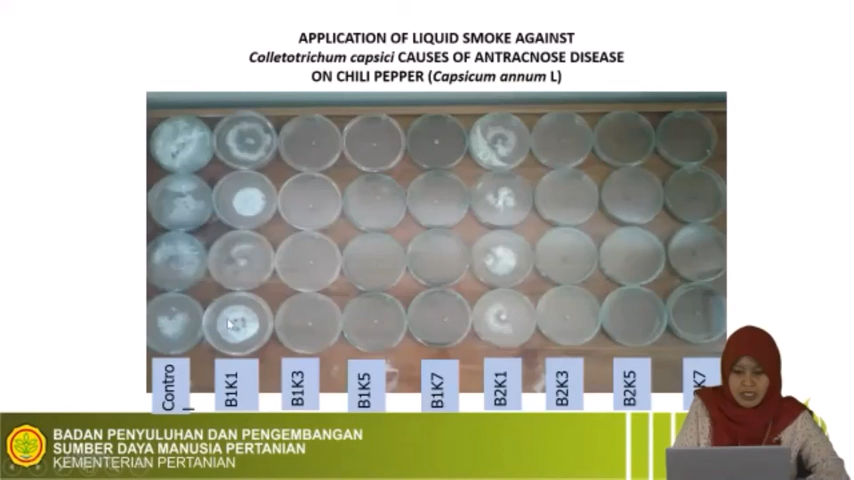 APPLICATION OF LIQUID SMOKE AGAINST
Colletotrichum capsici CAUSES OF ANTRACNOSE DISEASE
ON CHILI PEPPER (Capsicum annum L)
Contro
l
B1K1
B1K3
B1K5
B1K7
B2K1
B2K3
B2K5
K7
BADAN PENYULUHAN DAN PENGEMBANGAN
SUMBER DAYA MANUSIA PERTANIAN
KEMENTERIAN PERTANIAN